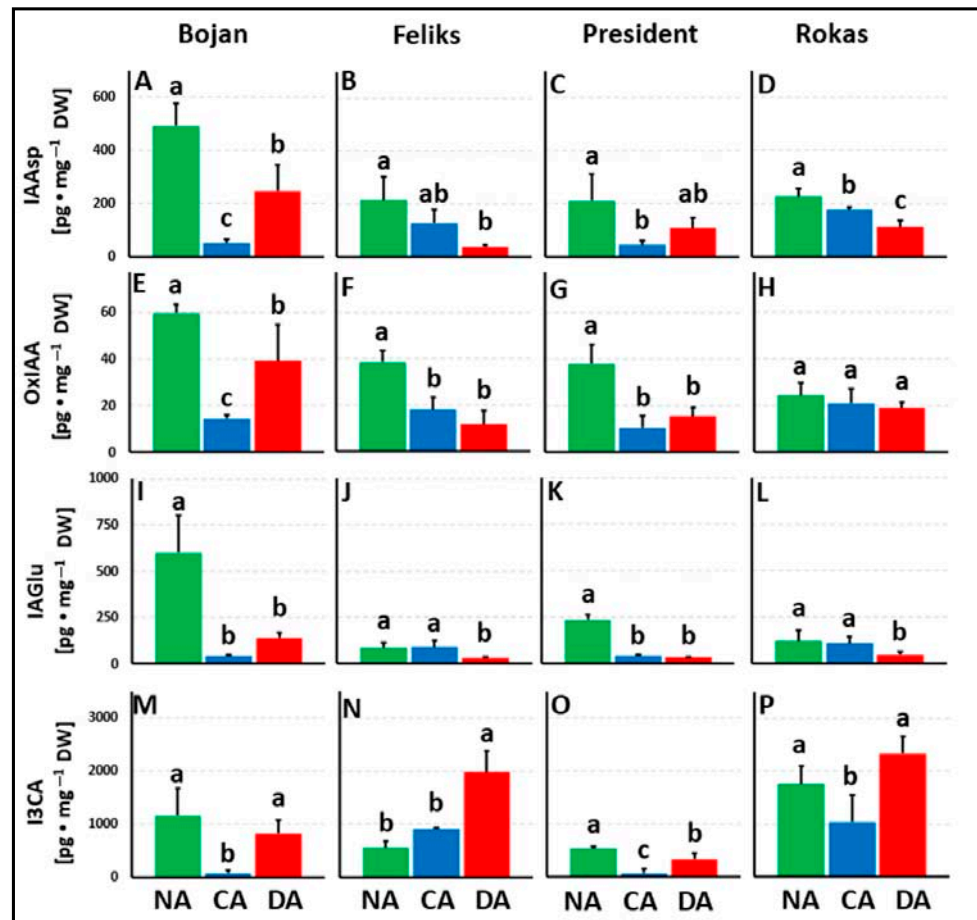 Bojan Feliks President Rokas
A B C D
a a a a
b ab ab b
c b b c
600
400
200
0
IAAsp
[pg • mg⁻¹ DW]
E F G H
a a a a a a
b b b b b
c
60
40
20
0
OxIAA
[pg • mg⁻¹ DW]
I J K L
a a a a a a
b b b b b b
1000
750
500
250
0
IAGlu
[pg • mg⁻¹ DW]
M N O P
a a a a a a
b b b b b
c
3000
2000
1000
0
I3CA
[pg • mg⁻¹ DW]
NA CA DA NA CA DA NA CA DA NA CA DA